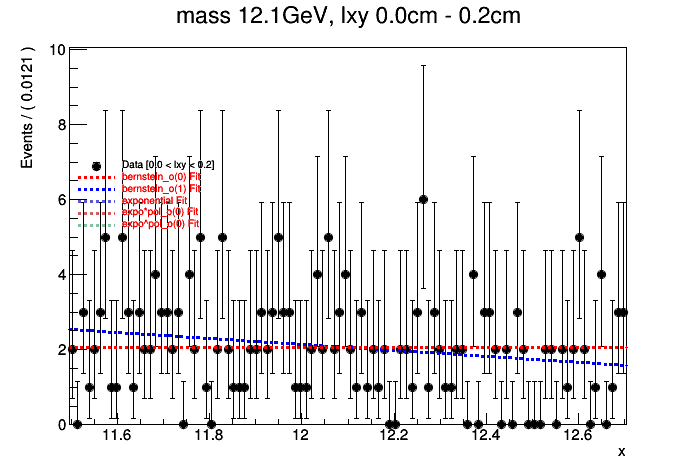 mass 12.1GeV, lxy 0.0cm - 0.2cm
Events / ( 0.0121 )
10
8
6
4
2
0
Data [0.0 < lxy < 0.2]
bernstein_o(0) Fit
bernstein_o(1) Fit
exponential Fit
expo*pol_o(0) Fit
expo^pol_o(0) Fit
11.6 11.8 12 12.2 12.4 12.6
x